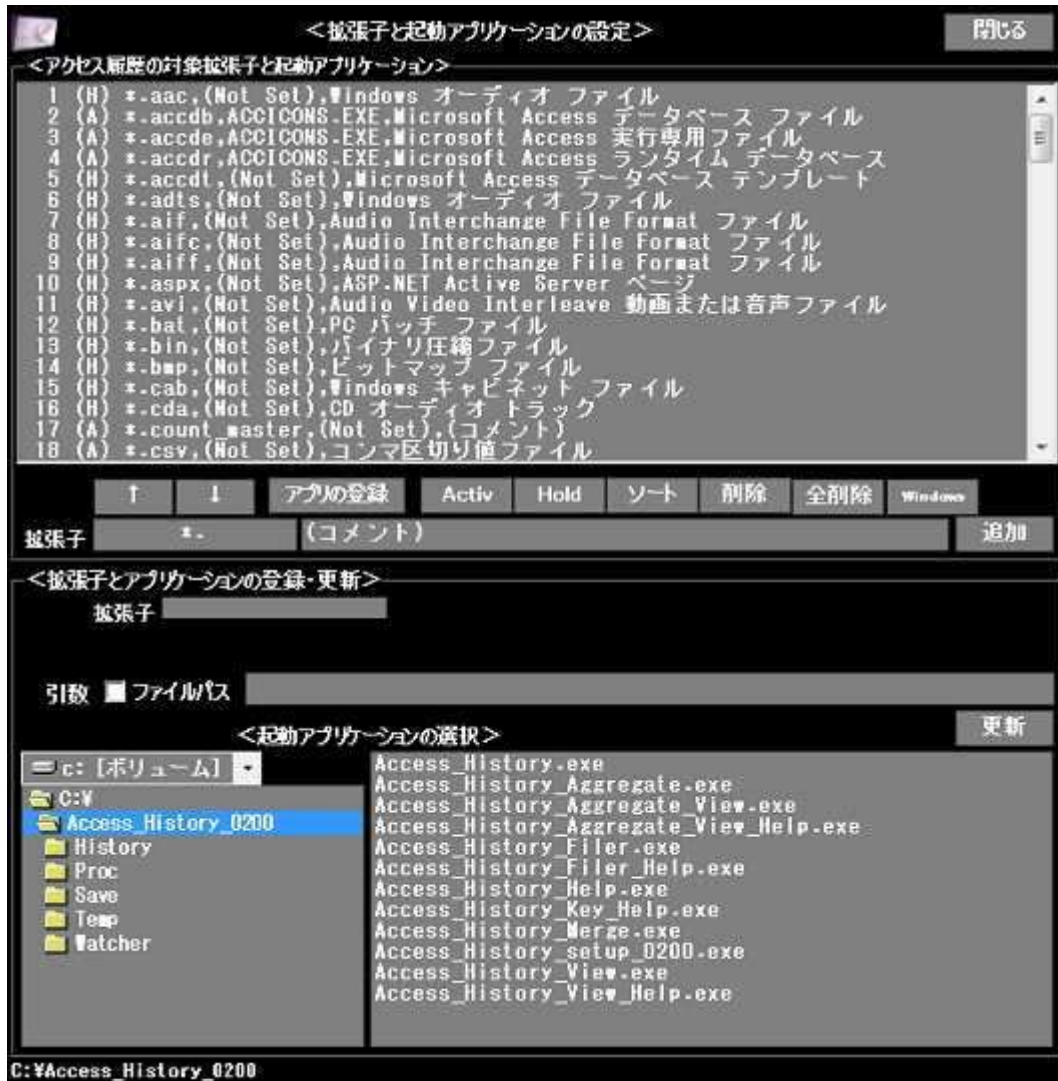 ＜拡張子と起動アプリケーションの設定＞ 閉じる
＜アクセス履歴の対象拡張子と起動アプリケーション＞
1 (H) *.aac,(Not Set),Windows オーディオ ファイル
2 (A) *.accdb,ACCICONS.EXE,Microsoft Access データベース ファイル
3 (A) *.accde,ACCICONS.EXE,Microsoft Access 実行専用ファイル
4 (A) *.accdr,ACCICONS.EXE,Microsoft Access ランタイム データベース
5 (H) *.accdt,(Not Set),Microsoft Access データベース テンプレート
6 (H) *.adts,(Not Set),Windows オーディオ ファイル
7 (H) *.aif,(Not Set),Audio Interchange File Format ファイル
8 (H) *.aifc,(Not Set),Audio Interchange File Format ファイル
9 (H) *.aiff,(Not Set),Audio Interchange File Format ファイル
10 (H) *.aspx,(Not Set),ASP.NET Active Server ページ
11 (H) *.avi,(Not Set),Audio Video Interleave 動画または音声ファイル
12 (H) *.bat,(Not Set),PC バッチ ファイル
13 (H) *.bin,(Not Set),バイナリ圧縮ファイル
14 (H) *.bmp,(Not Set),ビットマップ ファイル
15 (H) *.cab,(Not Set),Windows キャビネット ファイル
16 (H) *.cda,(Not Set),CD オーディオ トラック
17 (A) *.count_master,(Not Set),(コメント)
18 (A) *.csv,(Not Set),コンマ区切り値ファイル
↑ ↓ アプリの登録 Activ Hold ソート 削除 全削除 Windows
拡張子 *. (コメント) 追加
＜拡張子とアプリケーションの登録・更新＞
拡張子
引数 ファイルパス
＜起動アプリケーションの選択＞ 更新
c: [ボリューム]
C:¥
Access_History_0200
History
Proc
Save
Temp
Watcher
Access_History.exe
Access_History_Aggregate.exe
Access_History_Aggregate_View.exe
Access_History_Aggregate_View_Help.exe
Access_History_Filer.exe
Access_History_Filer_Help.exe
Access_History_Help.exe
Access_History_Key_Help.exe
Access_History_Merge.exe
Access_History_setup_0200.exe
Access_History_View.exe
Access_History_View_Help.exe
C:¥Access_History_0200